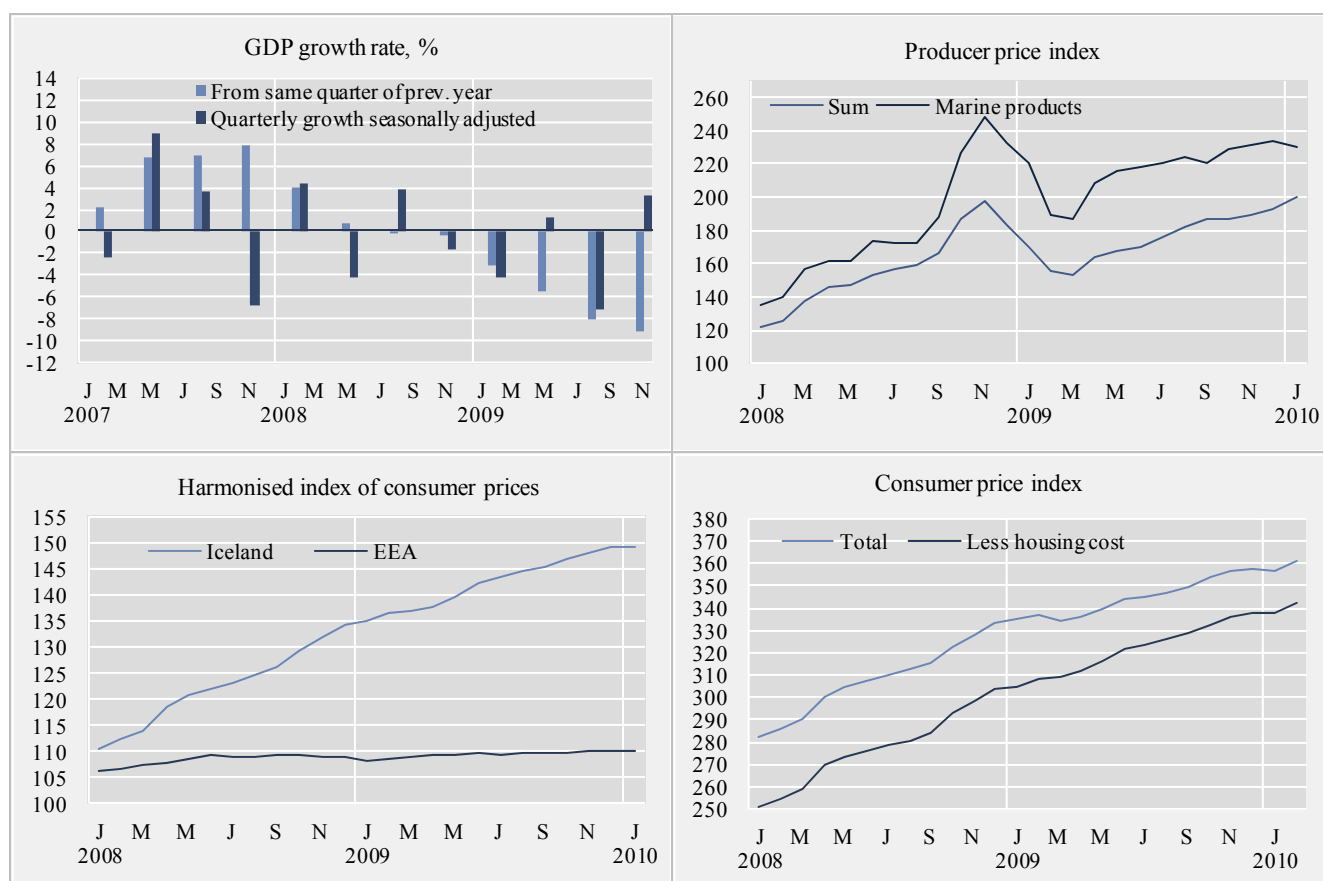 GDP growth rate, %
From same quarter of prev. year
Quarterly growth seasonally adjusted
14
12
10
8
6
4
2
0
-2
-4
-6
-8
-10
-12
J M M J S N J M M J S N J M M J S N
2007 2008 2009
Producer price index
Sum Marine products
260
240
220
200
180
160
140
120
100
J M M J S N J M M J S N J
2008 2009 2010
Harmonised index of consumer prices
Iceland EEA
155
150
145
140
135
130
125
120
115
110
105
100
J M M J S N J M M J S N J
2008 2009 2010
Consumer price index
Total Less housing cost
380
370
360
350
340
330
320
310
300
290
280
270
260
250
J M M J S N J M M J S N J
2008 2009 2010